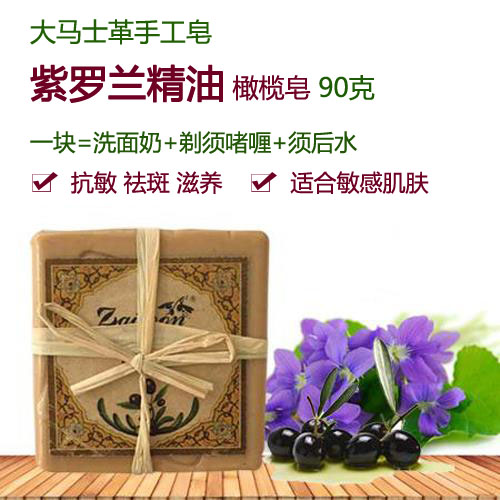 大马士革手工皂
紫罗兰精油 橄榄皂 90克
一块=洗面奶+剃须啫喱+须后水
抗敏 祛斑 滋养 适合敏感肌肤